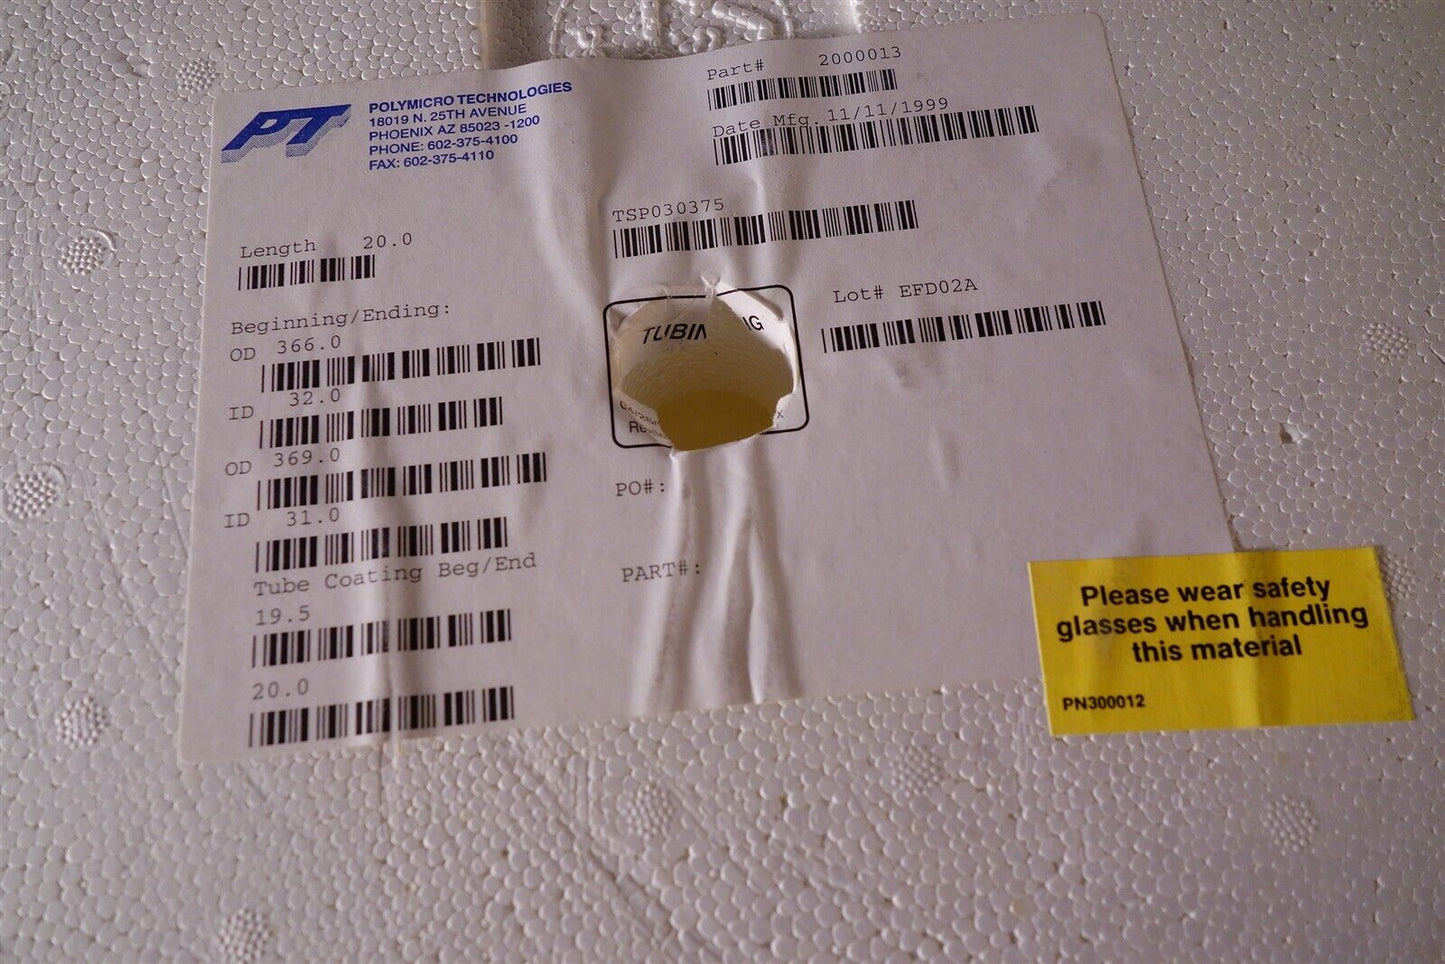 PT
POLYMICRO TECHNOLOGIES
18019 N. 25TH AVENUE
PHOENIX AZ 85023 -1200
PHONE: 602-375-4100
FAX: 602-375-4110
Part# 2000013
Date Mfg. 11/11/1999
TSP030375
Length 20.0
Lot# EFD02A
Beginning/Ending:
OD 366.0
ID 32.0
OD 369.0
ID 31.0
Tube Coating Beg/End
19.5
20.0
PO#:
PART#:
Please wear safety
glasses when handling
this material
PN300012